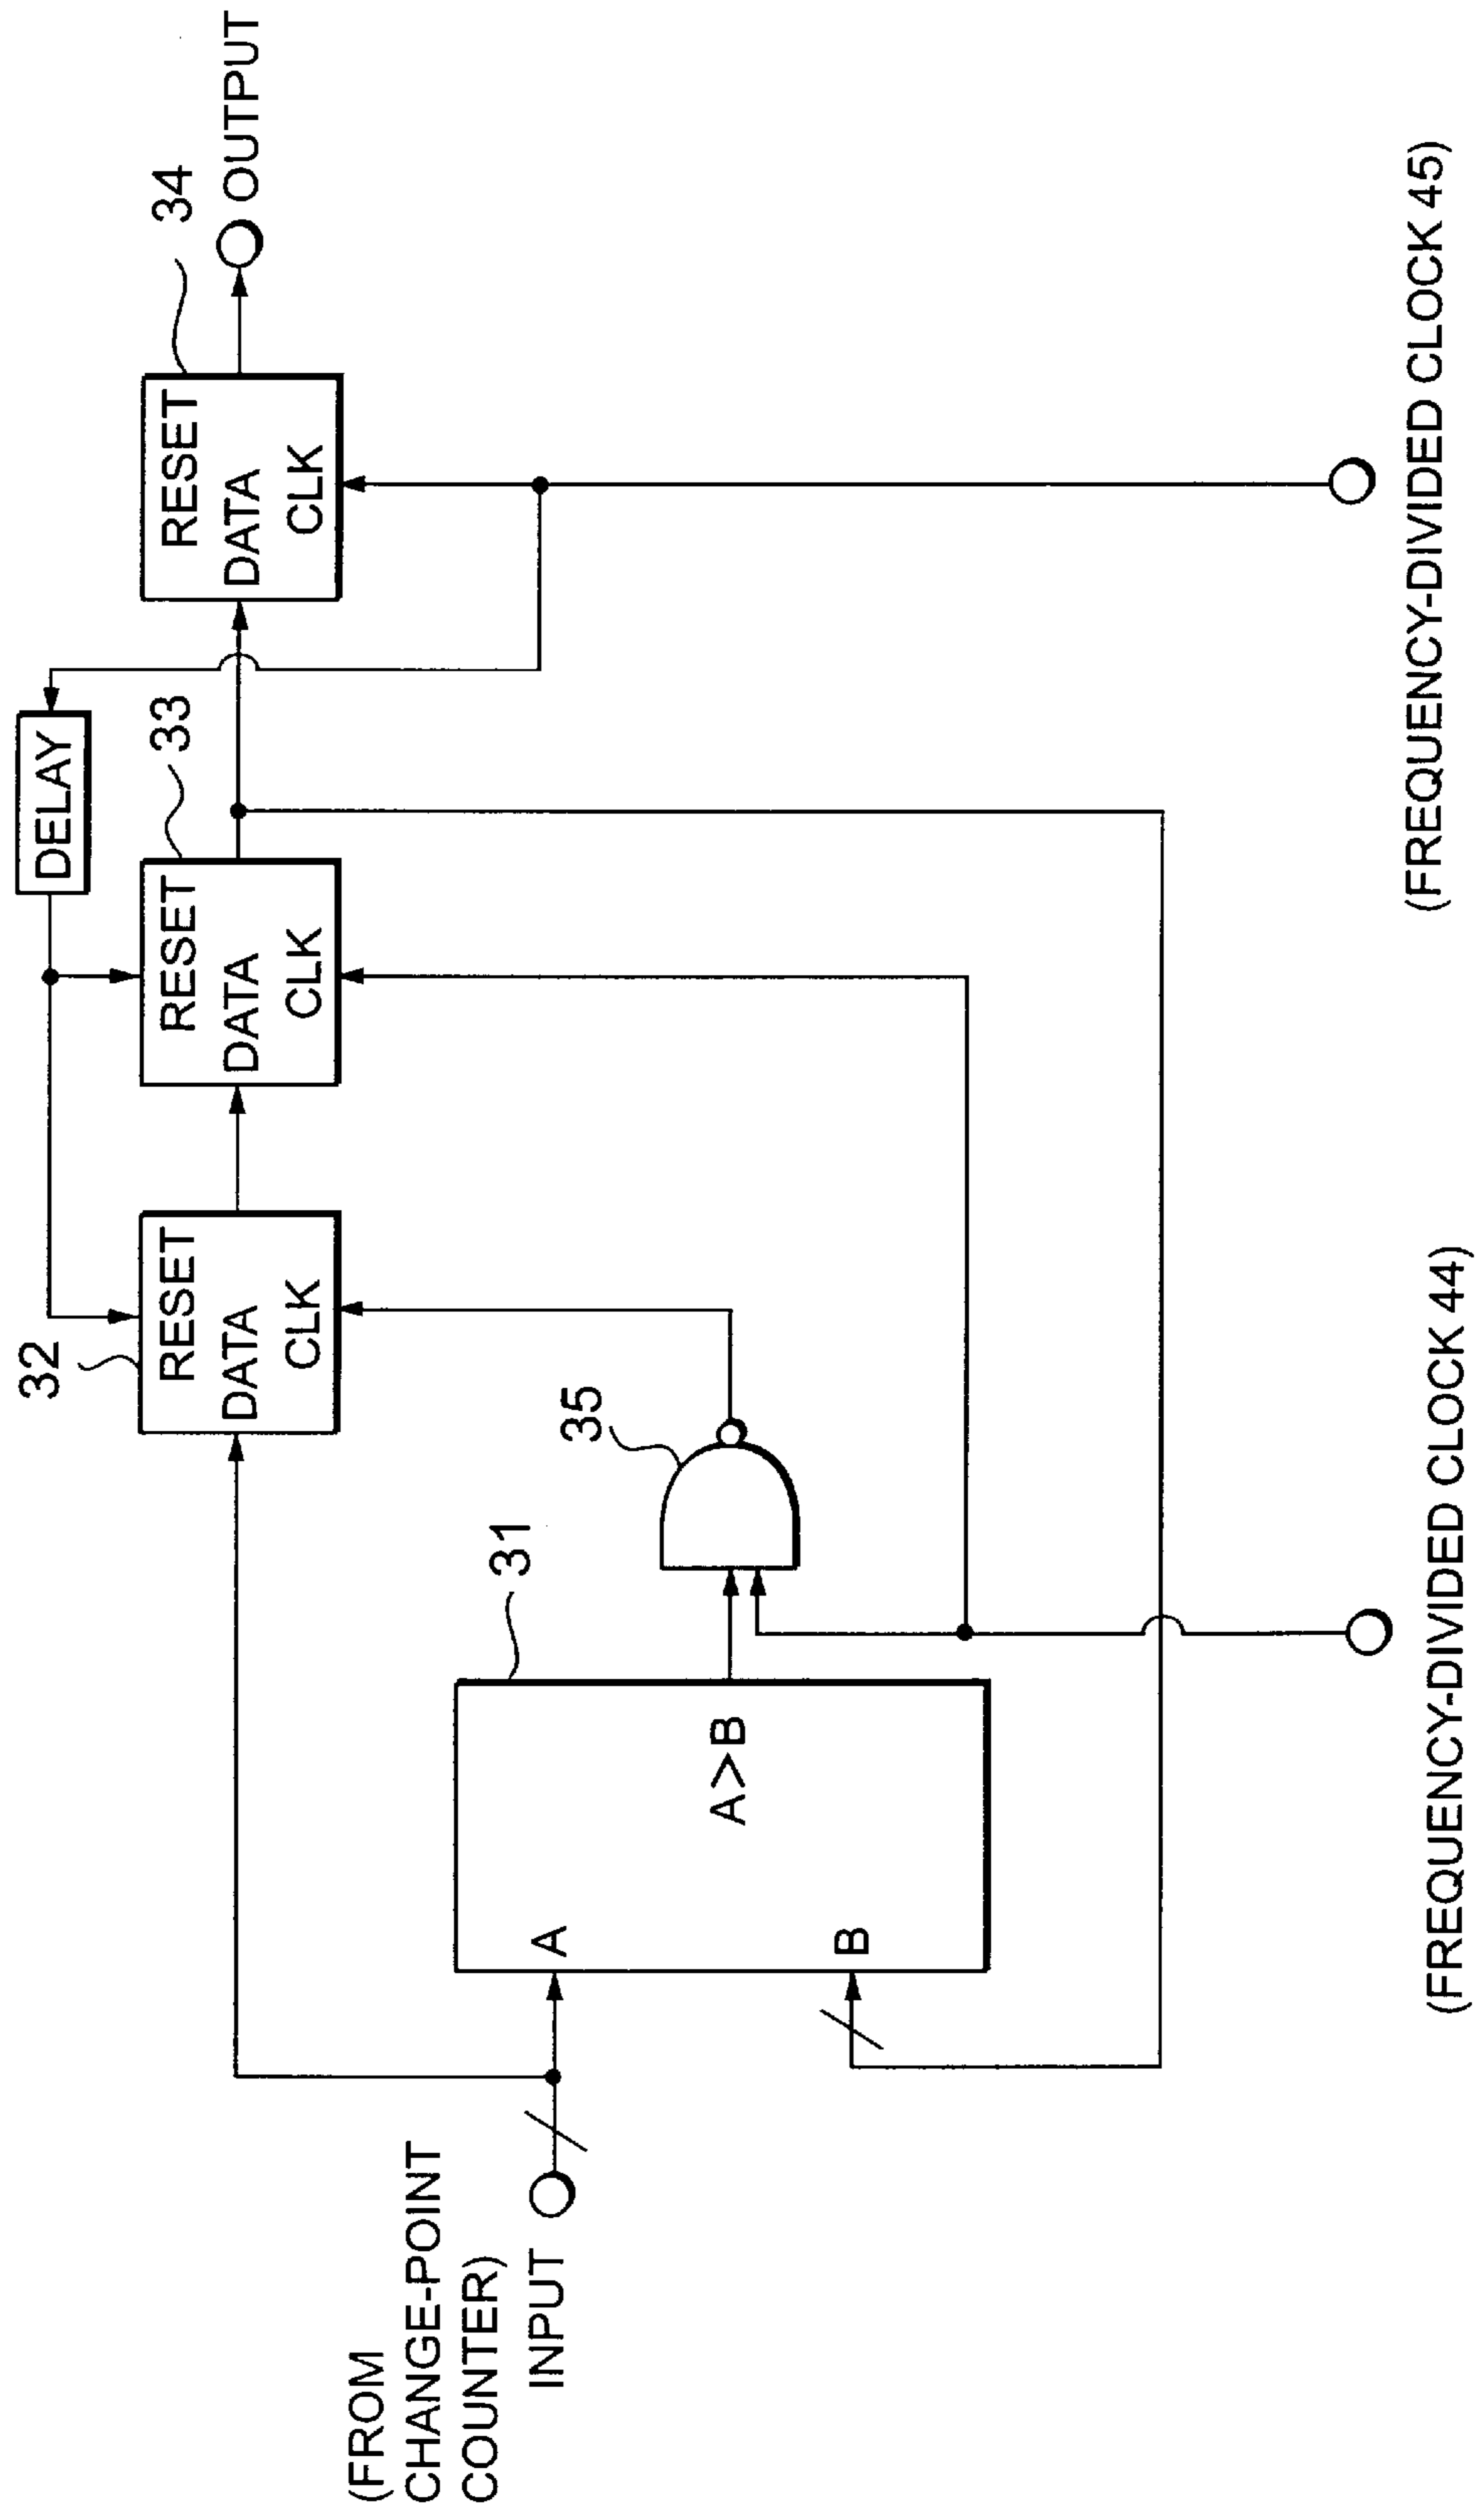 32
RESET
DATA
CLK
DELAY
33
RESET
DATA
CLK
34
RESET
DATA
CLK
OUTPUT
(FROM
CHANGE-POINT
COUNTER)
INPUT
A
B
A>B
31
35
(FREQUENCY-DIVIDED CLOCK 44)
(FREQUENCY-DIVIDED CLOCK 45)